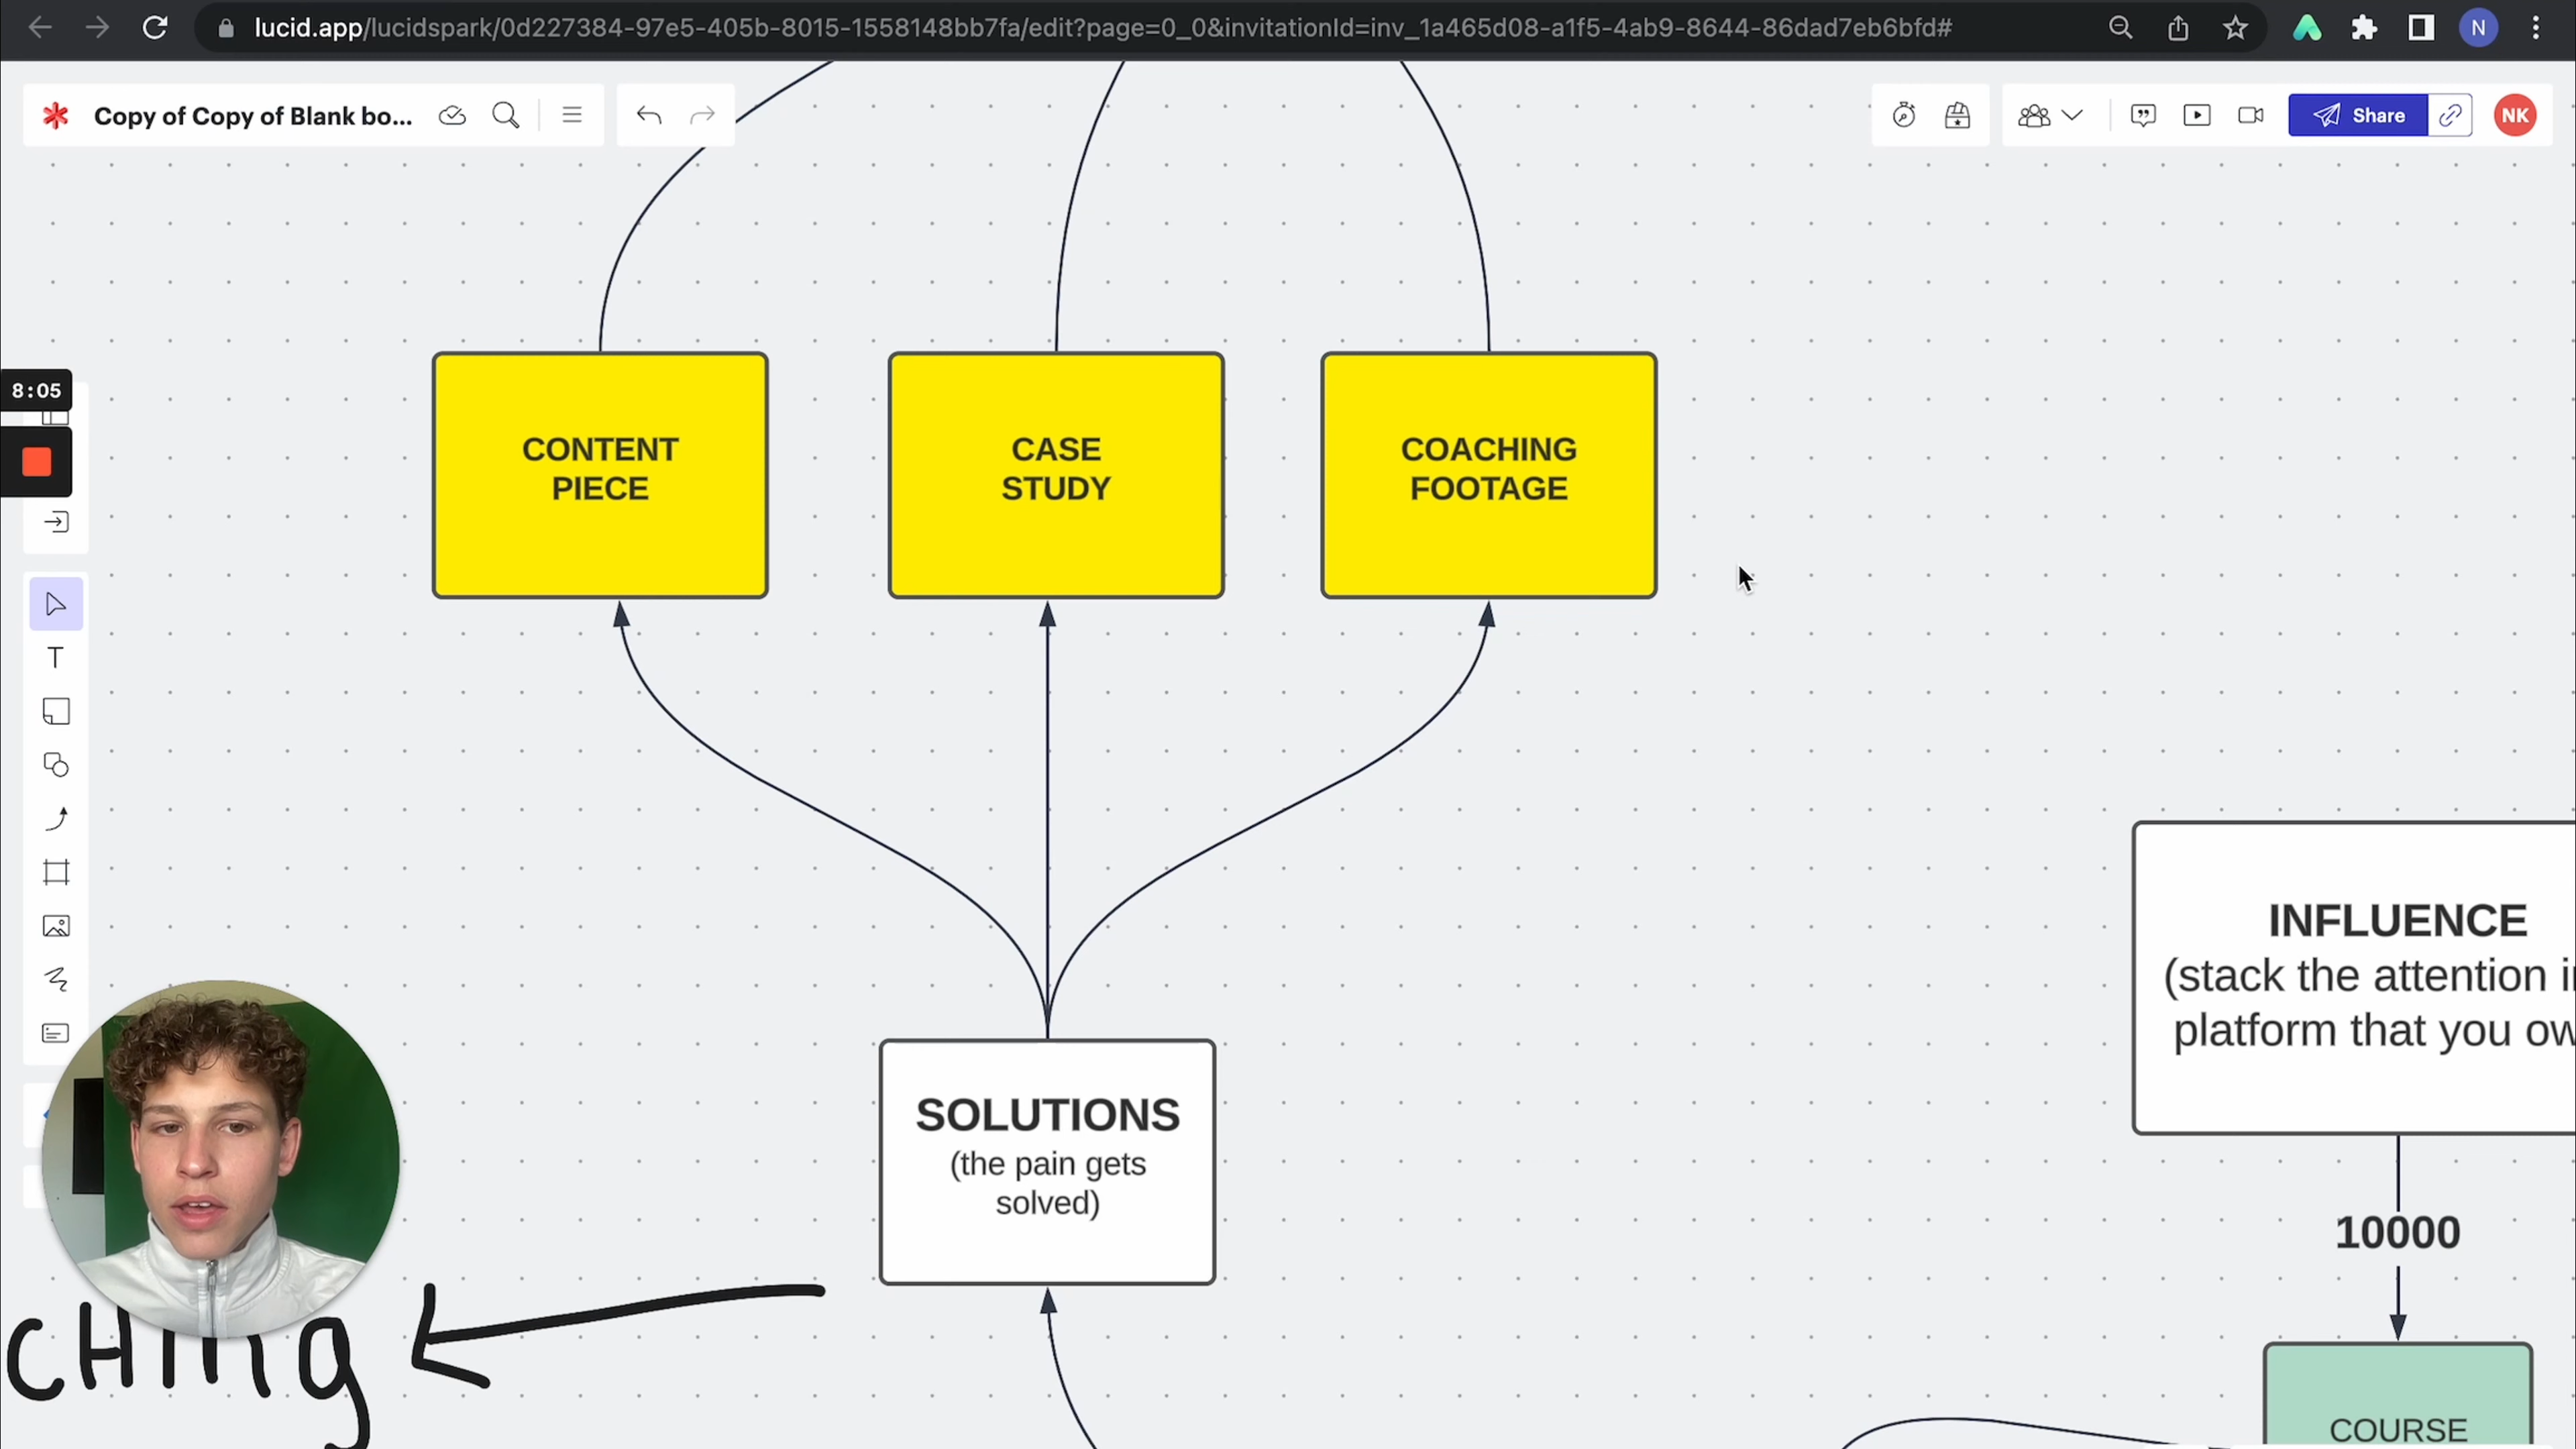 lucid.app/lucidspark/0d227384-97e5-405b-8015-1558148bb7fa/edit?page=0_0&invitationId=inv_1a465d08-a1f5-4ab9-8644-86dad7eb6bfd#
N
Copy of Copy of Blank bo...
Share
NK
8:05
CONTENT
PIECE
CASE
STUDY
COACHING
FOOTAGE
T
INFLUENCE
(stack the attention i
platform that you ow
SOLUTIONS
(the pain gets
solved)
10000
cHing
COURSE